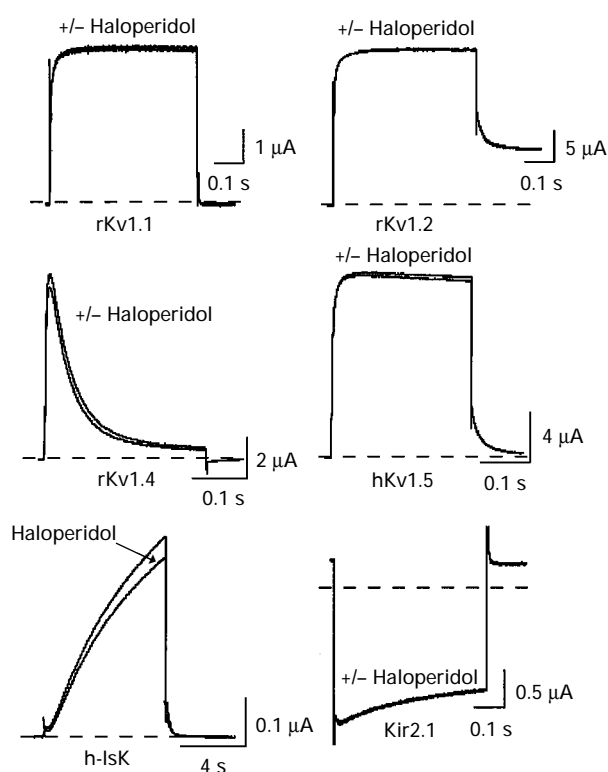 +/– Haloperidol
1 μA
0.1 s
rKv1.1
+/– Haloperidol
5 μA
0.1 s
rKv1.2
+/– Haloperidol
2 μA
0.1 s
rKv1.4
+/– Haloperidol
4 μA
0.1 s
hKv1.5
Haloperidol
0.1 μA
4 s
h-IsK
+/– Haloperidol
0.5 μA
0.1 s
Kir2.1